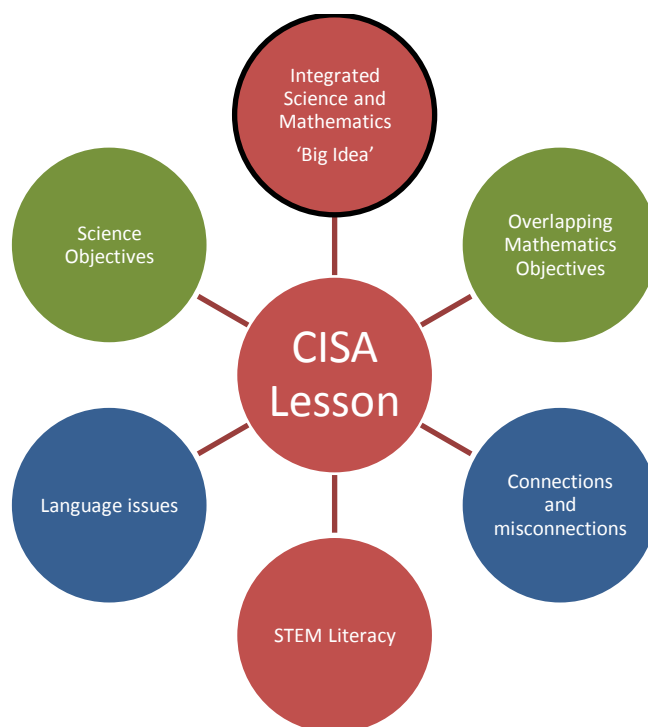 Integrated
Science and
Mathematics
‘Big Idea’
Science
Objectives
Overlapping
Mathematics
Objectives
CISA
Lesson
Language issues
Connections
and
misconnections
STEM Literacy